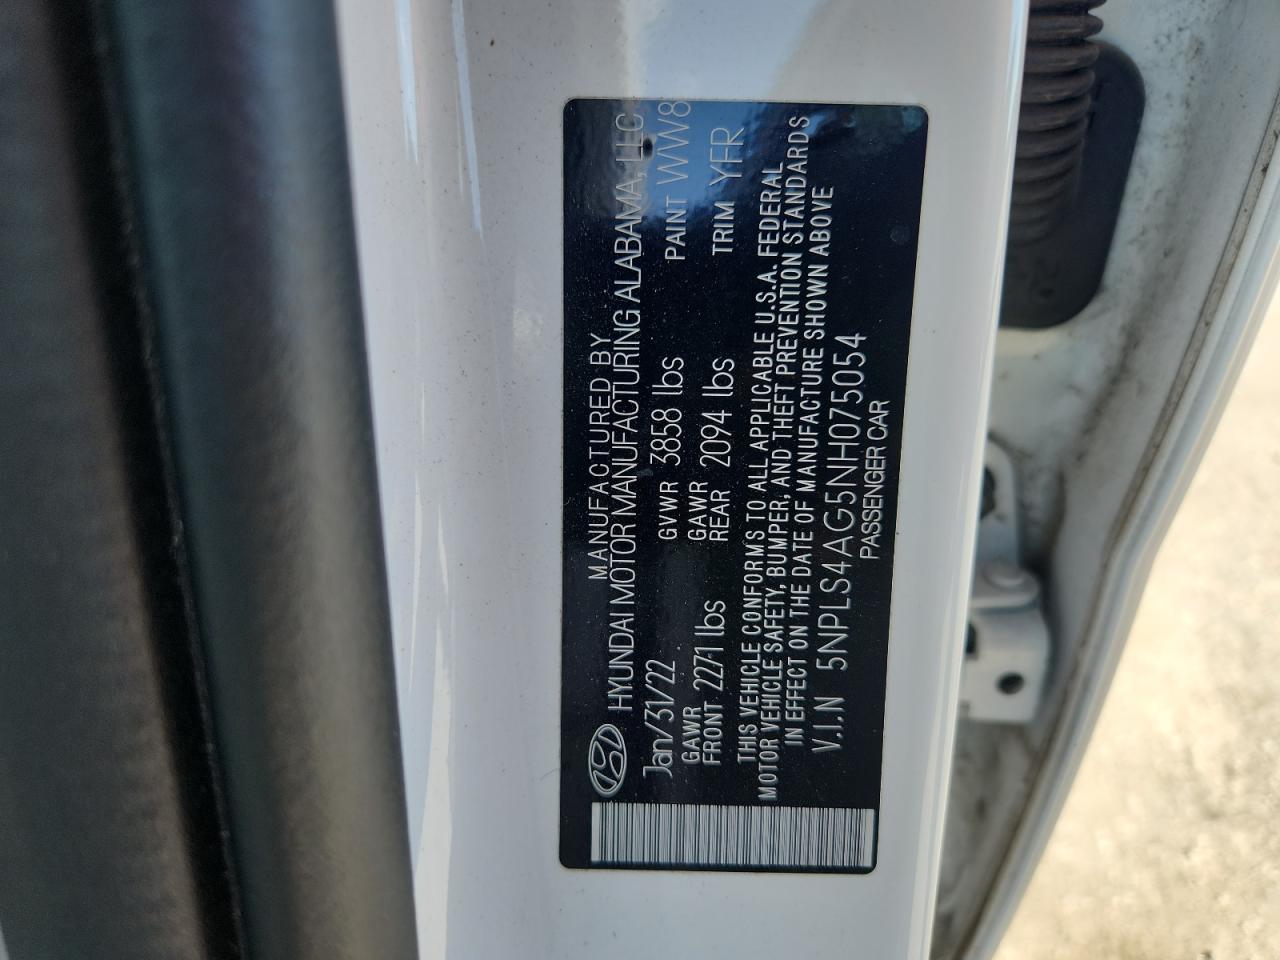 MANUFACTURED BY
HYUNDAI MOTOR MANUFACTURING ALABAMA, LLC
Jan/31/'22 GVWR 3858 lbs PAINT WW8
GAWR FRONT 2271 lbs GAWR REAR 2094 lbs TRIM YFR
THIS VEHICLE CONFORMS TO ALL APPLICABLE U.S.A. FEDERAL
MOTOR VEHICLE SAFETY, BUMPER, AND THEFT PREVENTION STANDARDS
IN EFFECT ON THE DATE OF MANUFACTURE SHOWN ABOVE
V.I.N 5NPLS4AG5NH075054
PASSENGER CAR